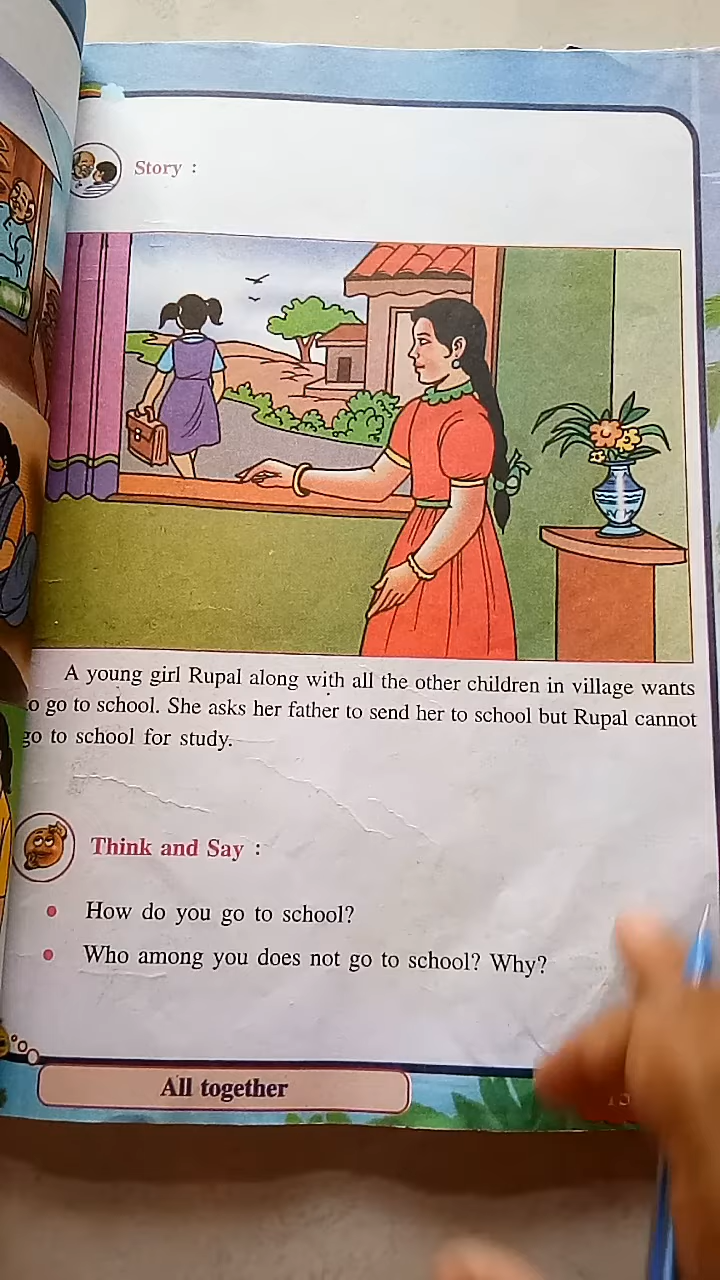 Story :
A young girl Rupal along with all the other children in village wants
o go to school. She asks her father to send her to school but Rupal cannot
go to school for study.
Think and Say :
• How do you go to school?
• Who among you does not go to school? Why?
All together